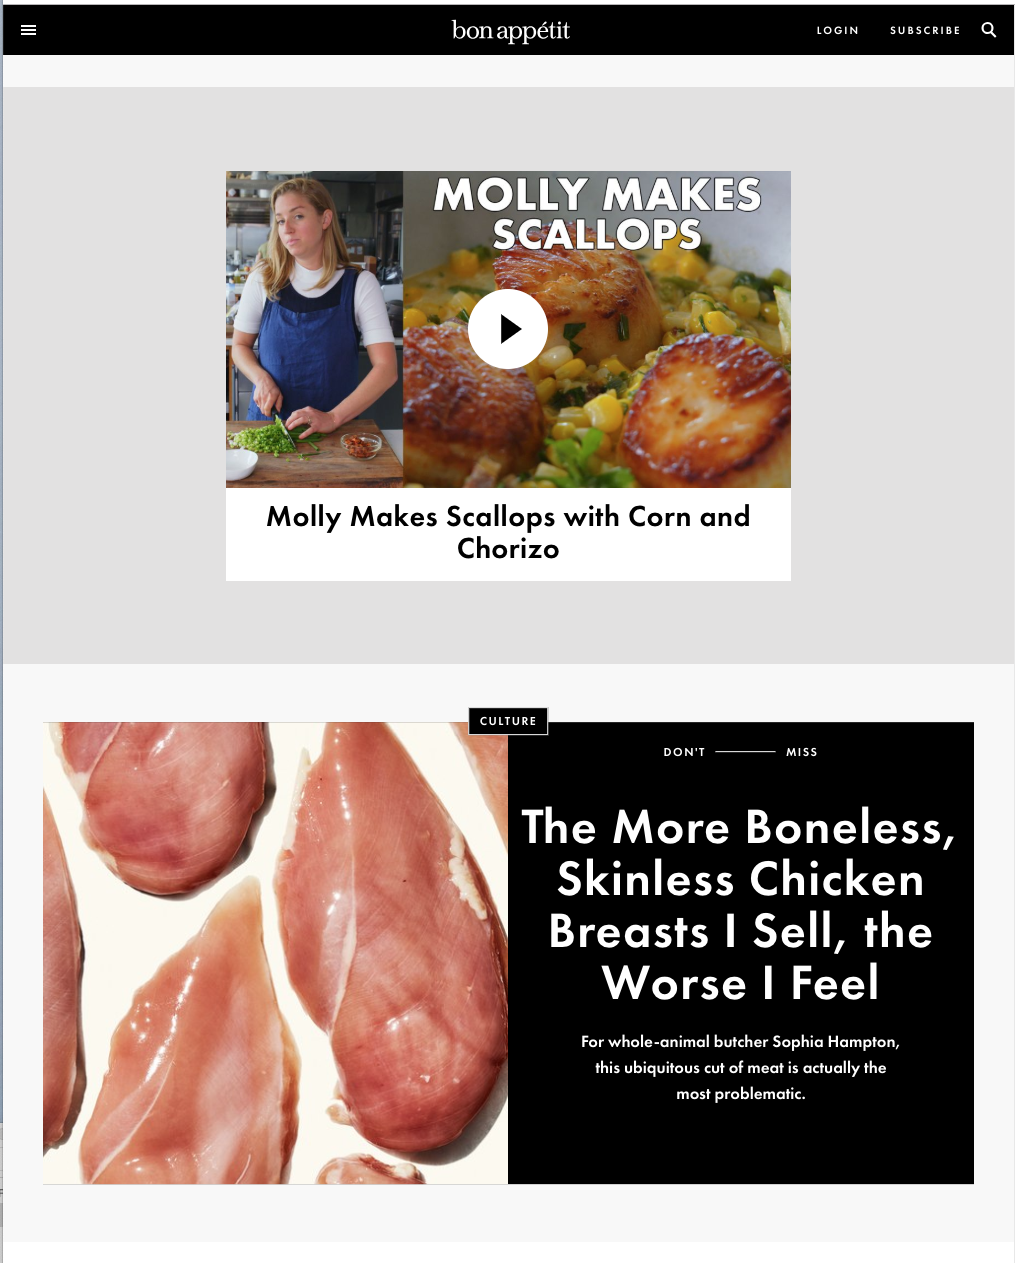 bon appétit
LOGIN
SUBSCRIBE
MOLLY MAKES
SCALLOPS
Molly Makes Scallops with Corn and
Chorizo
CULTURE
DON'T
MISS
The More Boneless,
Skinless Chicken
Breasts I Sell, the
Worse I Feel
For whole-animal butcher Sophia Hampton,
this ubiquitous cut of meat is actually the
most problematic.